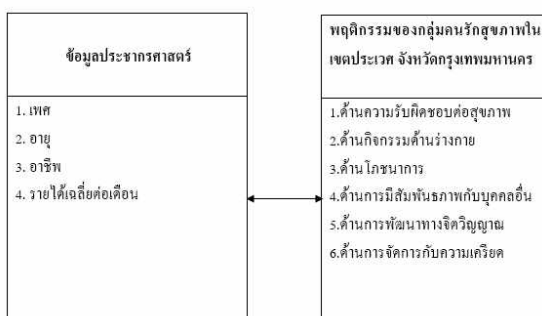 ข้อมูลประชากรศาสตร์
1. เพศ
2. อายุ
3. อาชีพ
4. รายได้เฉลี่ยต่อเดือน
พฤติกรรมของกลุ่มคนรักสุขภาพใน
เขตประเวศ จังหวัดกรุงเทพมหานคร
1.ด้านความรับผิดชอบต่อสุขภาพ
2.ด้านกิจกรรมด้านร่างกาย
3.ด้านโภชนาการ
4.ด้านการมีสัมพันธภาพกับบุคคลอื่น
5.ด้านการพัฒนาทางจิตวิญญาณ
6.ด้านการจัดการกับความเครียด